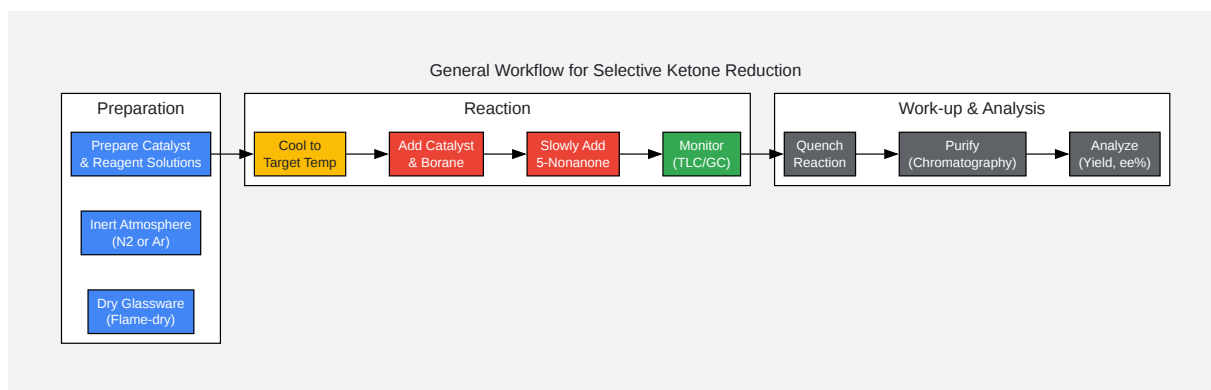 General Workflow for Selective Ketone Reduction
Preparation
Prepare Catalyst
& Reagent Solutions
Inert Atmosphere
(N2 or Ar)
Dry Glassware
(Flame-dry)
Reaction
Cool to
Target Temp
Add Catalyst
& Borane
Slowly Add
5-Nonanone
Monitor
(TLC/GC)
Work-up & Analysis
Quench
Reaction
Purify
(Chromatography)
Analyze
(Yield, ee%)